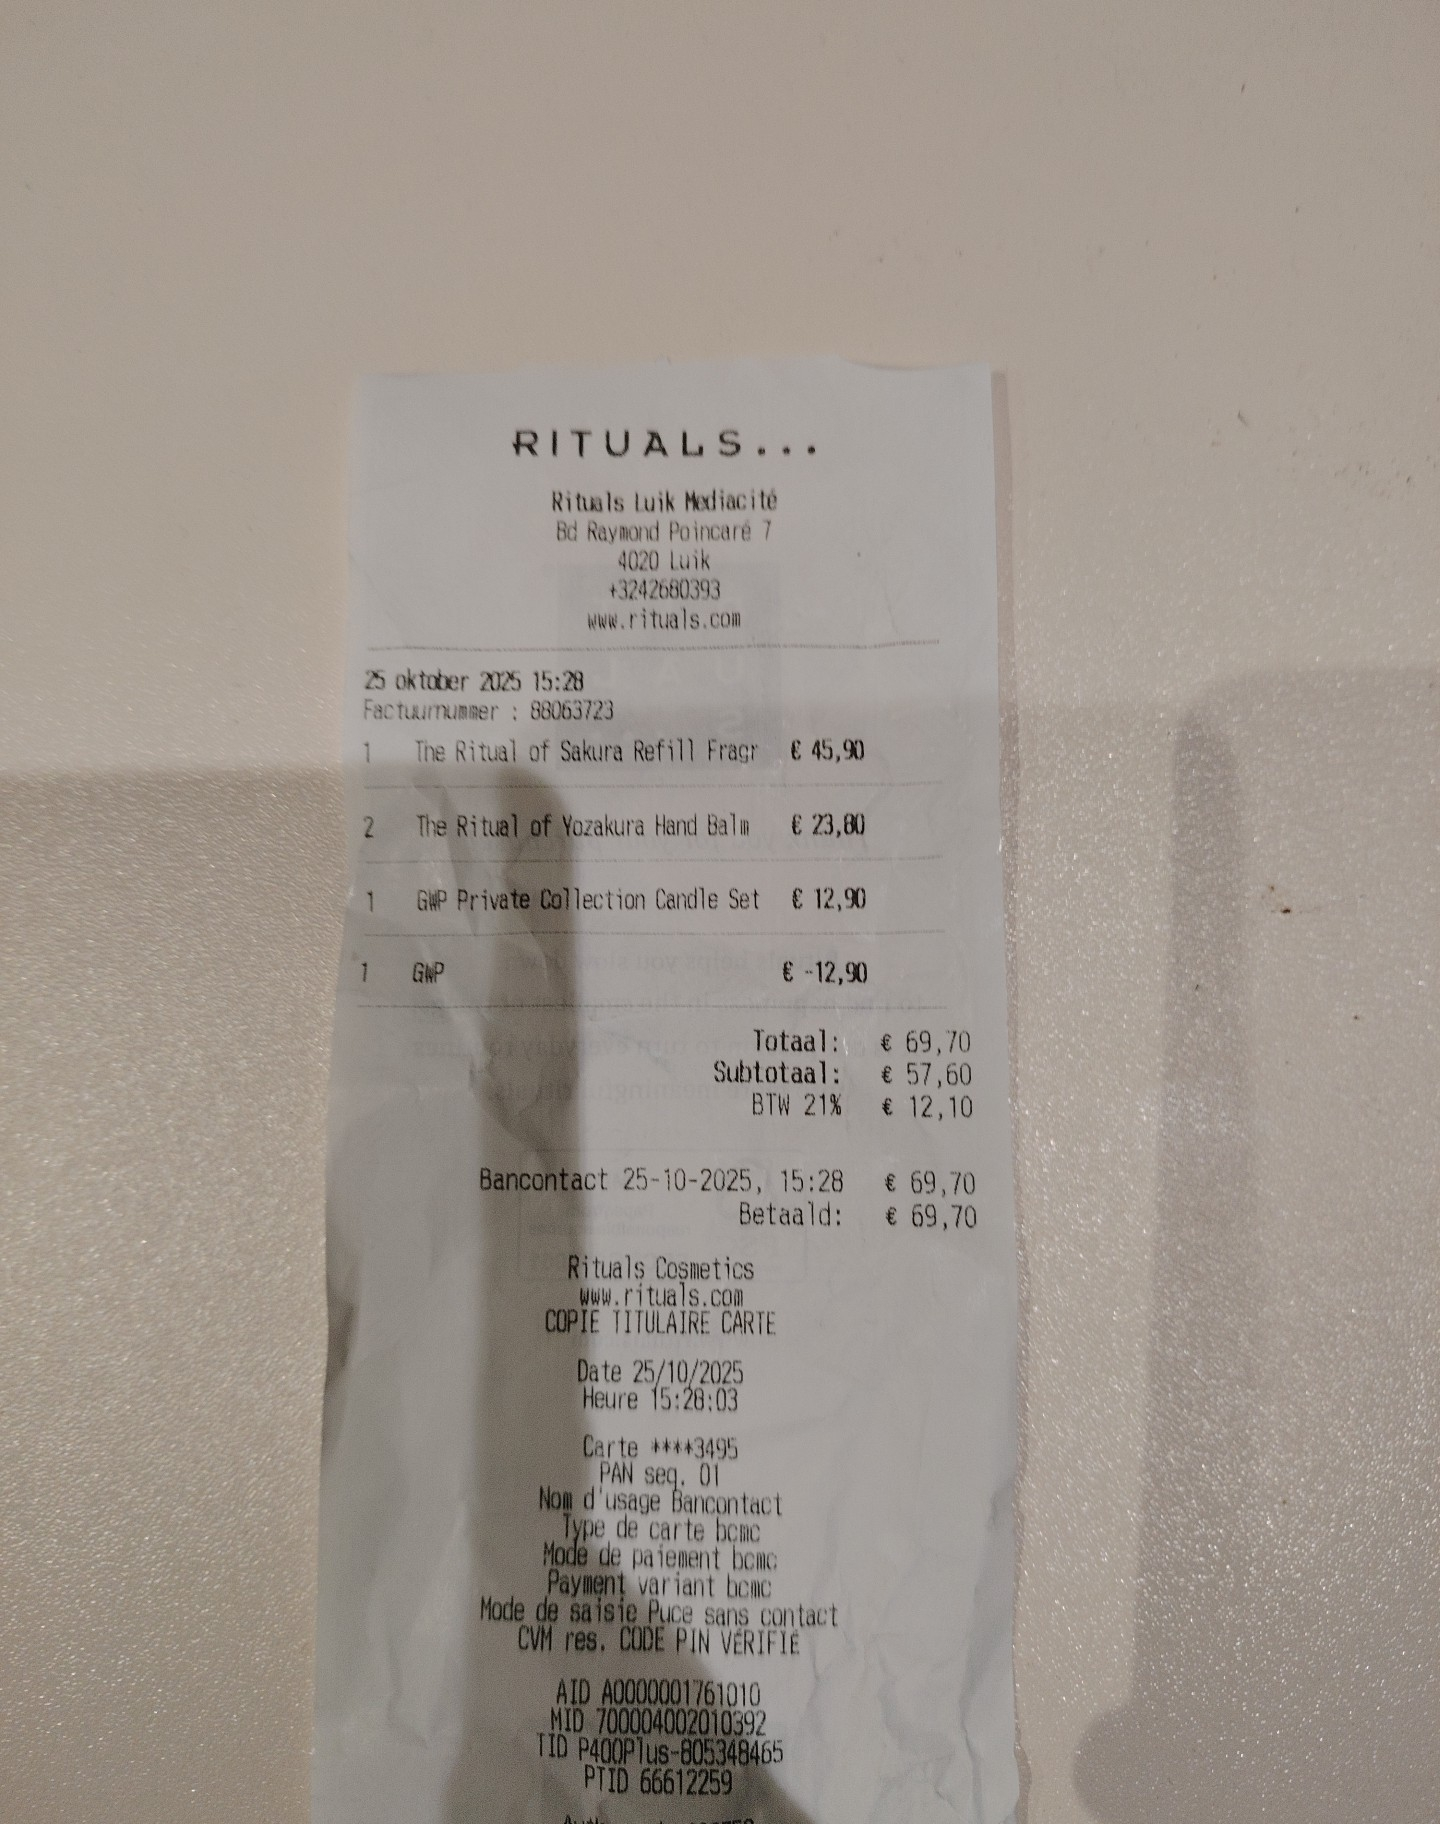 RITUALS...
Rituals Luik Mediacité
Bd Raymond Poincaré 7
4020 Luik
+3242680393
www.rituals.com
25 oktober 2025 15:28
Factuurnummer : 88063723
1 The Ritual of Sakura Refill Fragr € 45,90
2 The Ritual of Yozakura Hand Balm € 23,80
1 GWP Private Collection Candle Set € 12,90
1 GWP € -12,90
Totaal: € 69,70
Subtotaal: € 57,60
BTW 21% € 12,10
Bancontact 25-10-2025, 15:28 € 69,70
Betaald: € 69,70
Rituals Cosmetics
www.rituals.com
COPIE TITULAIRE CARTE
Date 25/10/2025
Heure 15:28:03
Carte ****3495
PAN seq. 01
Nom d'usage Bancontact
Type de carte bcmc
Mode de paiement bcmc
Payment variant bcmc
Mode de saisie Puce sans contact
CVM res. CODE PIN VÉRIFIÉ
AID A0000001761010
MID 700004002010392
TID P400Plus-805348465
PTID 66612259